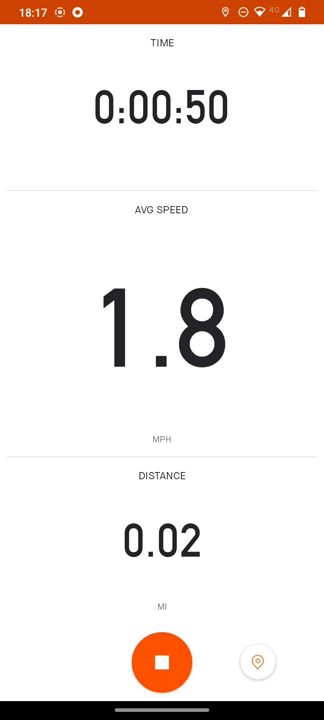 18:17
4G
TIME
0:00:50
AVG SPEED
1.8
MPH
DISTANCE
0.02
MI